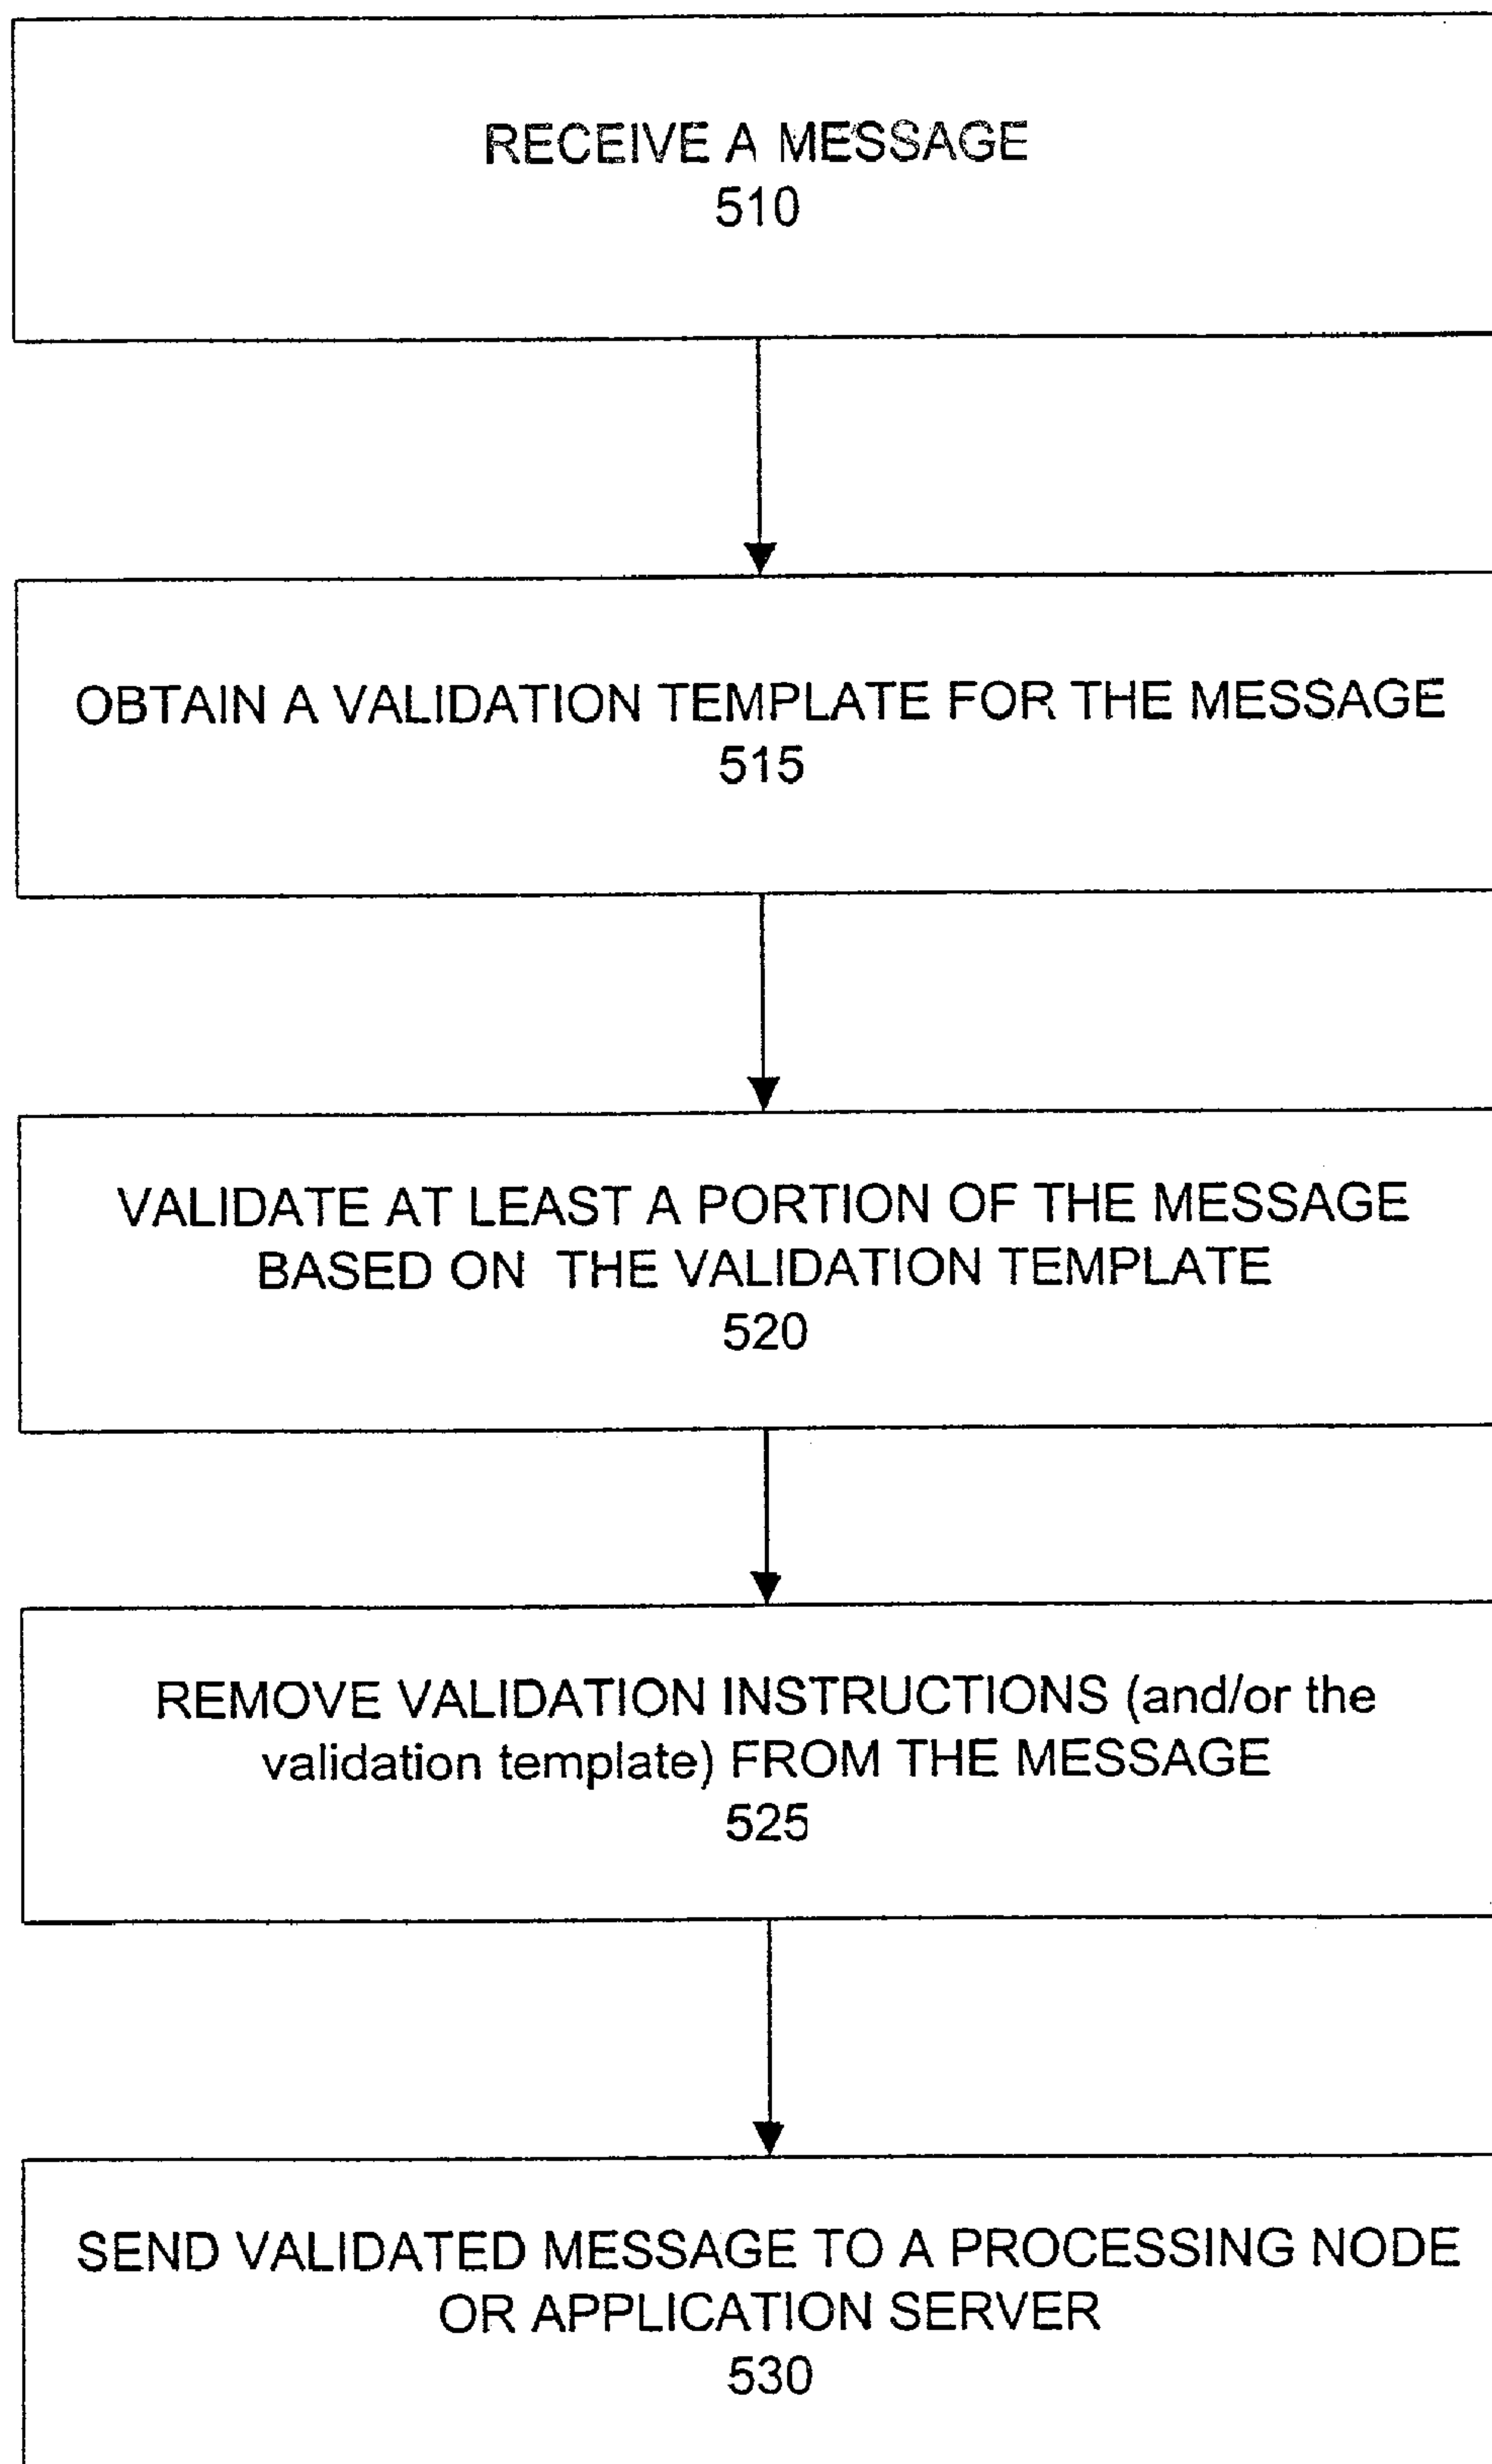 RECEIVE A MESSAGE
510
OBTAIN A VALIDATION TEMPLATE FOR THE MESSAGE
515
VALIDATE AT LEAST A PORTION OF THE MESSAGE
BASED ON THE VALIDATION TEMPLATE
520
REMOVE VALIDATION INSTRUCTIONS (and/or the
validation template) FROM THE MESSAGE
525
SEND VALIDATED MESSAGE TO A PROCESSING NODE
OR APPLICATION SERVER
530